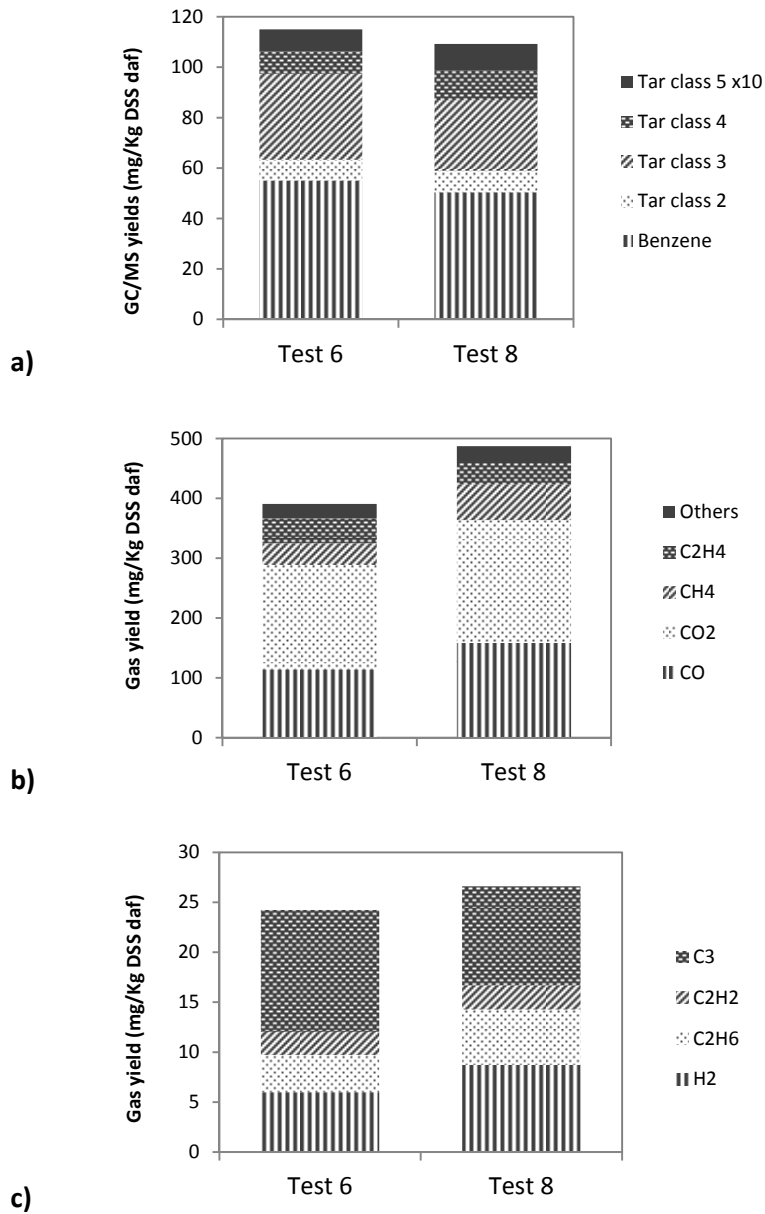 120
100
80
60
40
20
0
GC/MS yields (mg/Kg DSS daf)
Test 6
Test 8
Tar class 5 x10
Tar class 4
Tar class 3
Tar class 2
Benzene
a)
500
400
300
200
100
0
Gas yield (mg/Kg DSS daf)
Test 6
Test 8
Others
C2H4
CH4
CO2
CO
b)
30
25
20
15
10
5
0
Gas yield (mg/Kg DSS daf)
Test 6
Test 8
C3
C2H2
C2H6
H2
c)